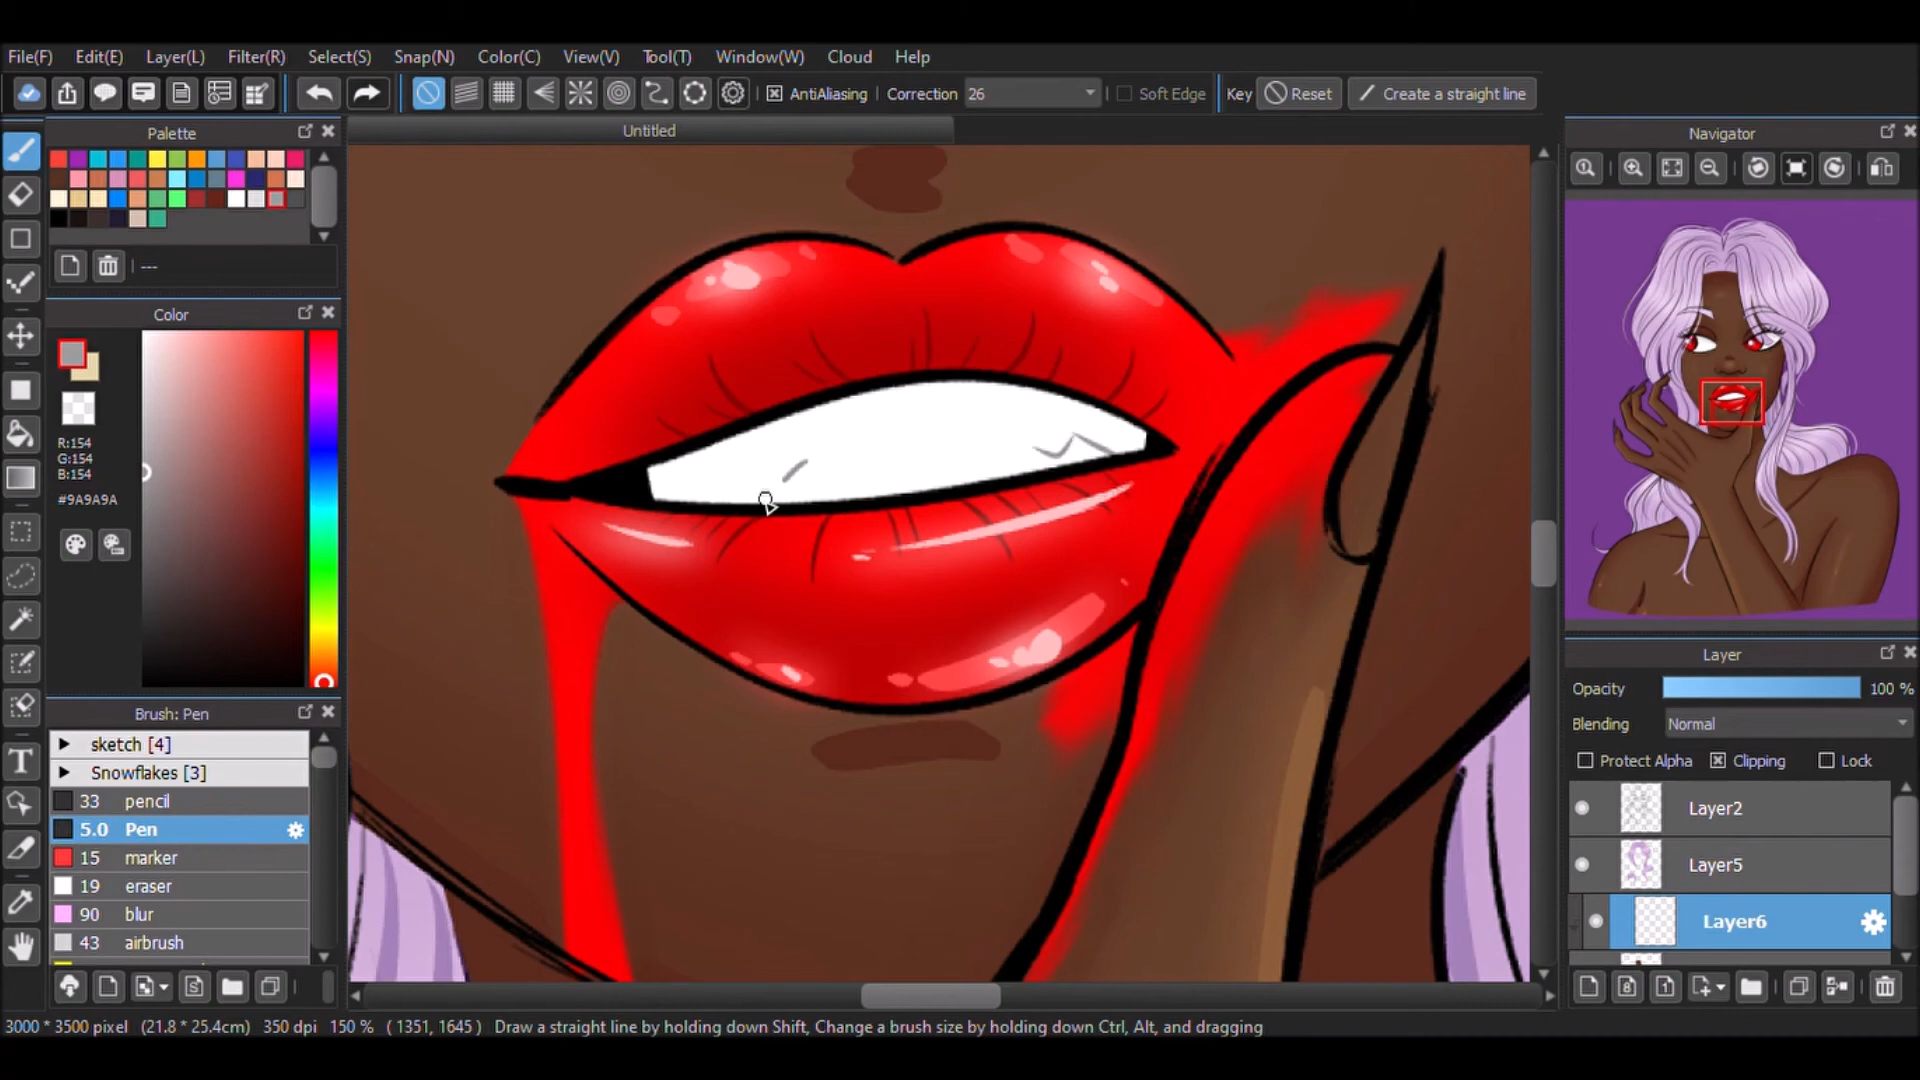 File(F) Edit(E) Layer(L) Filter(R) Select(S) Snap(N) Color(C) View(V) Tool(T) Window(W) Cloud Help
AntiAliasing Correction 26 Soft Edge Key Reset Create a straight line
Palette
Untitled
Navigator
---
Color
R:154
G:154
B:154
#9A9A9A
Brush: Pen
sketch [4]
Snowflakes [3]
33 pencil
5.0 Pen
15 marker
19 eraser
90 blur
43 airbrush
Layer
Opacity 100 %
Blending Normal
Protect Alpha Clipping Lock
Layer2
Layer5
Layer6
3000 * 3500 pixel (21.8 * 25.4cm) 350 dpi 150 % ( 1351, 1645 ) Draw a straight line by holding down Shift, Change a brush size by holding down Ctrl, Alt, and dragging